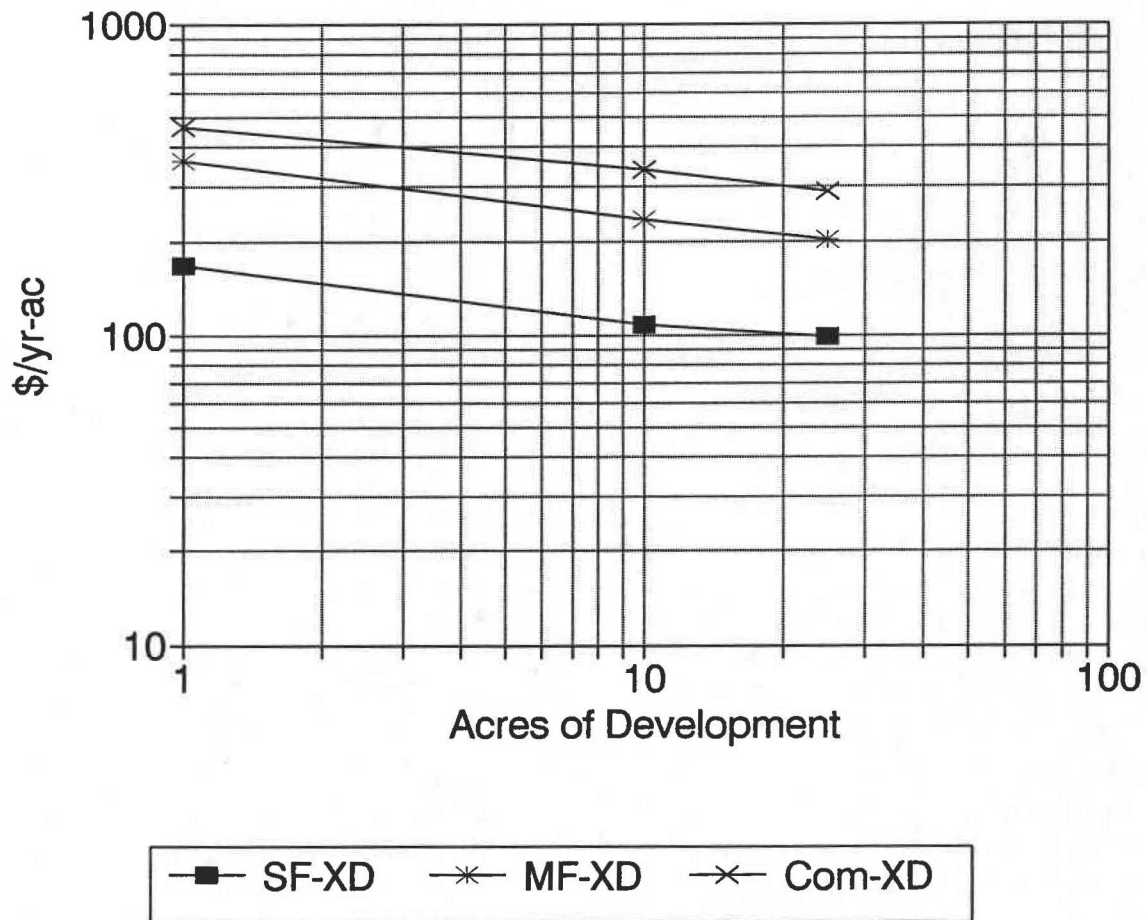 1000
100
10
$/yr-ac
1 10 100
Acres of Development
SF-XD MF-XD Com-XD